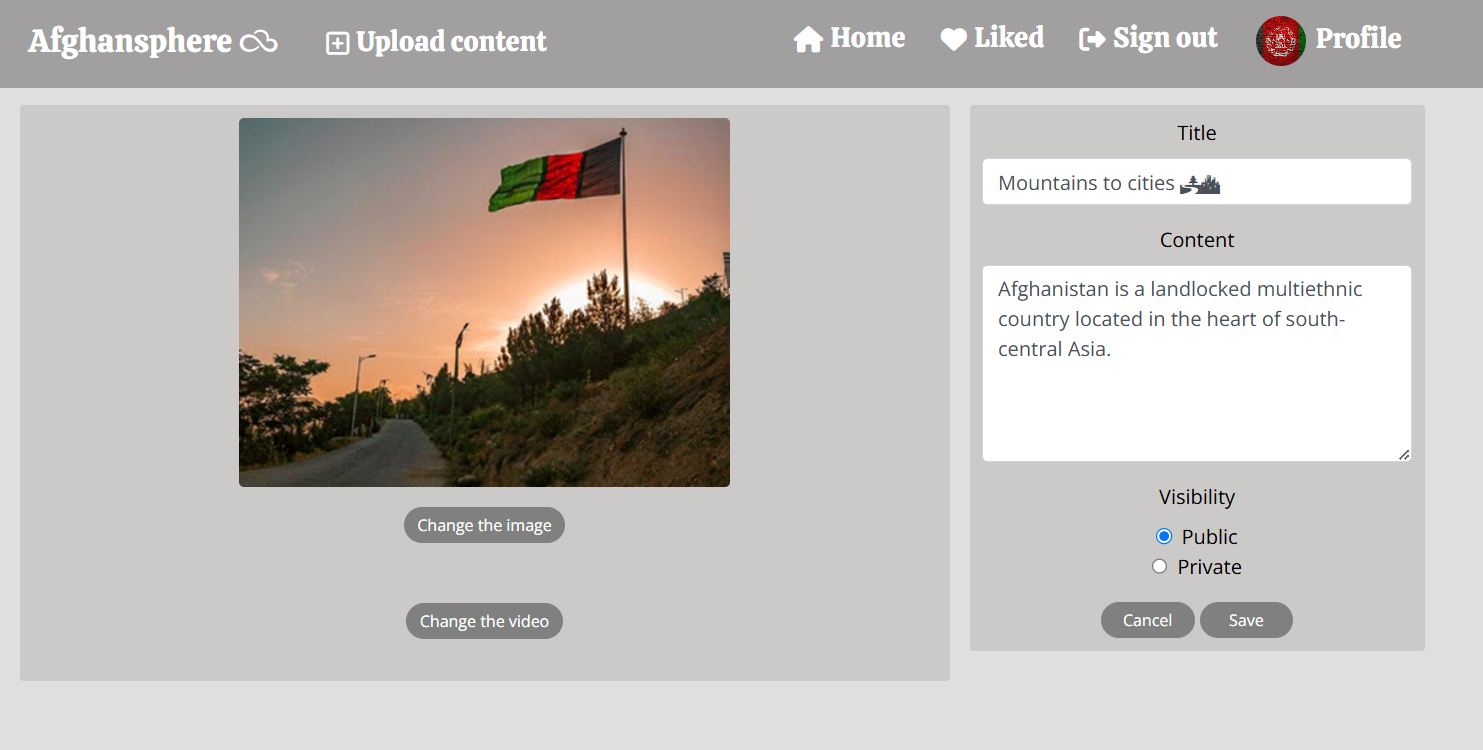 Afghansphere
Upload content
Home
Liked
Sign out
Profile
Change the image
Change the video
Title
Mountains to cities 🏞🏙
Content
Afghanistan is a landlocked multiethnic
country located in the heart of south-
central Asia.
Visibility
Public
Private
Cancel
Save